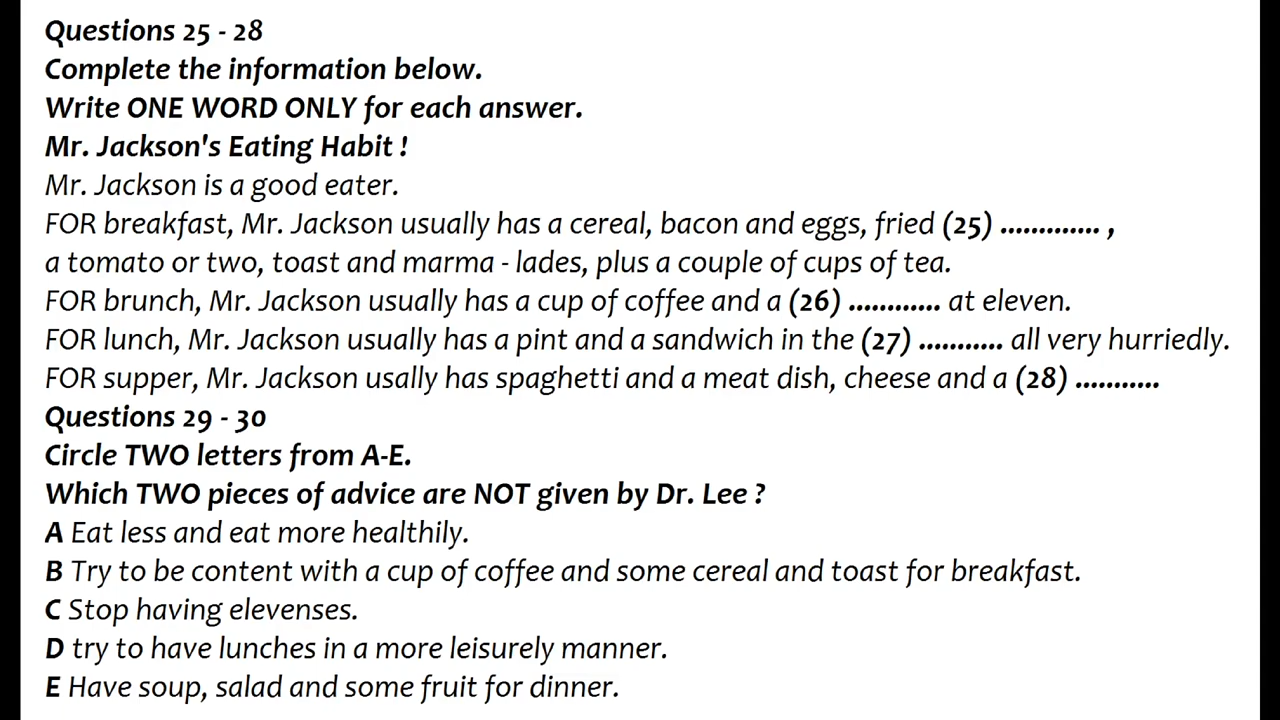 Questions 25 - 28
Complete the information below.
Write ONE WORD ONLY for each answer.
Mr. Jackson's Eating Habit !
Mr. Jackson is a good eater.
FOR breakfast, Mr. Jackson usually has a cereal, bacon and eggs, fried (25) ............. ,
a tomato or two, toast and marma - lades, plus a couple of cups of tea.
FOR brunch, Mr. Jackson usually has a cup of coffee and a (26) ............ at eleven.
FOR lunch, Mr. Jackson usually has a pint and a sandwich in the (27) ........... all very hurriedly.
FOR supper, Mr. Jackson usally has spaghetti and a meat dish, cheese and a (28) ...........
Questions 29 - 30
Circle TWO letters from A-E.
Which TWO pieces of advice are NOT given by Dr. Lee ?
A Eat less and eat more healthily.
B Try to be content with a cup of coffee and some cereal and toast for breakfast.
C Stop having elevenses.
D try to have lunches in a more leisurely manner.
E Have soup, salad and some fruit for dinner.